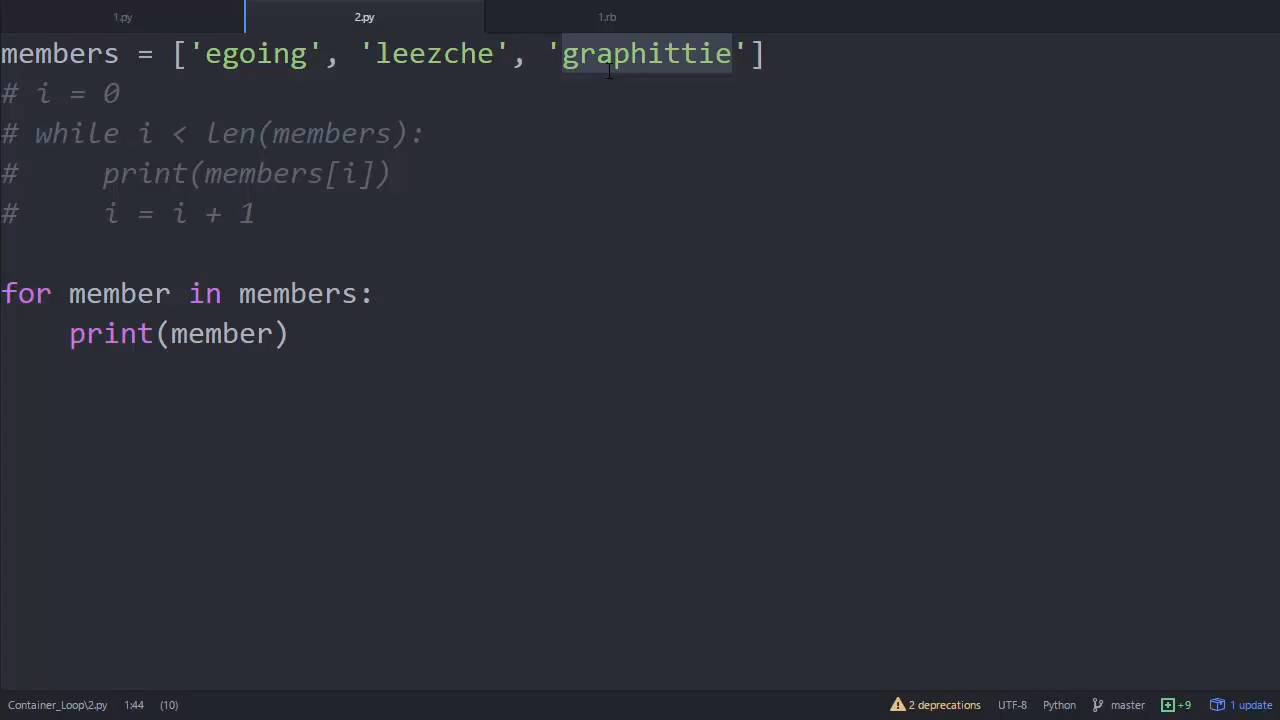 1.py
2.py
1.rb
members = ['egoing', 'leezche', 'graphittie']
# i = 0
# while i < len(members):
#     print(members[i])
#     i = i + 1
for member in members:
    print(member)
Container_Loop\2.py 1:44 (10) 2 deprecations UTF-8 Python master +9 1 update